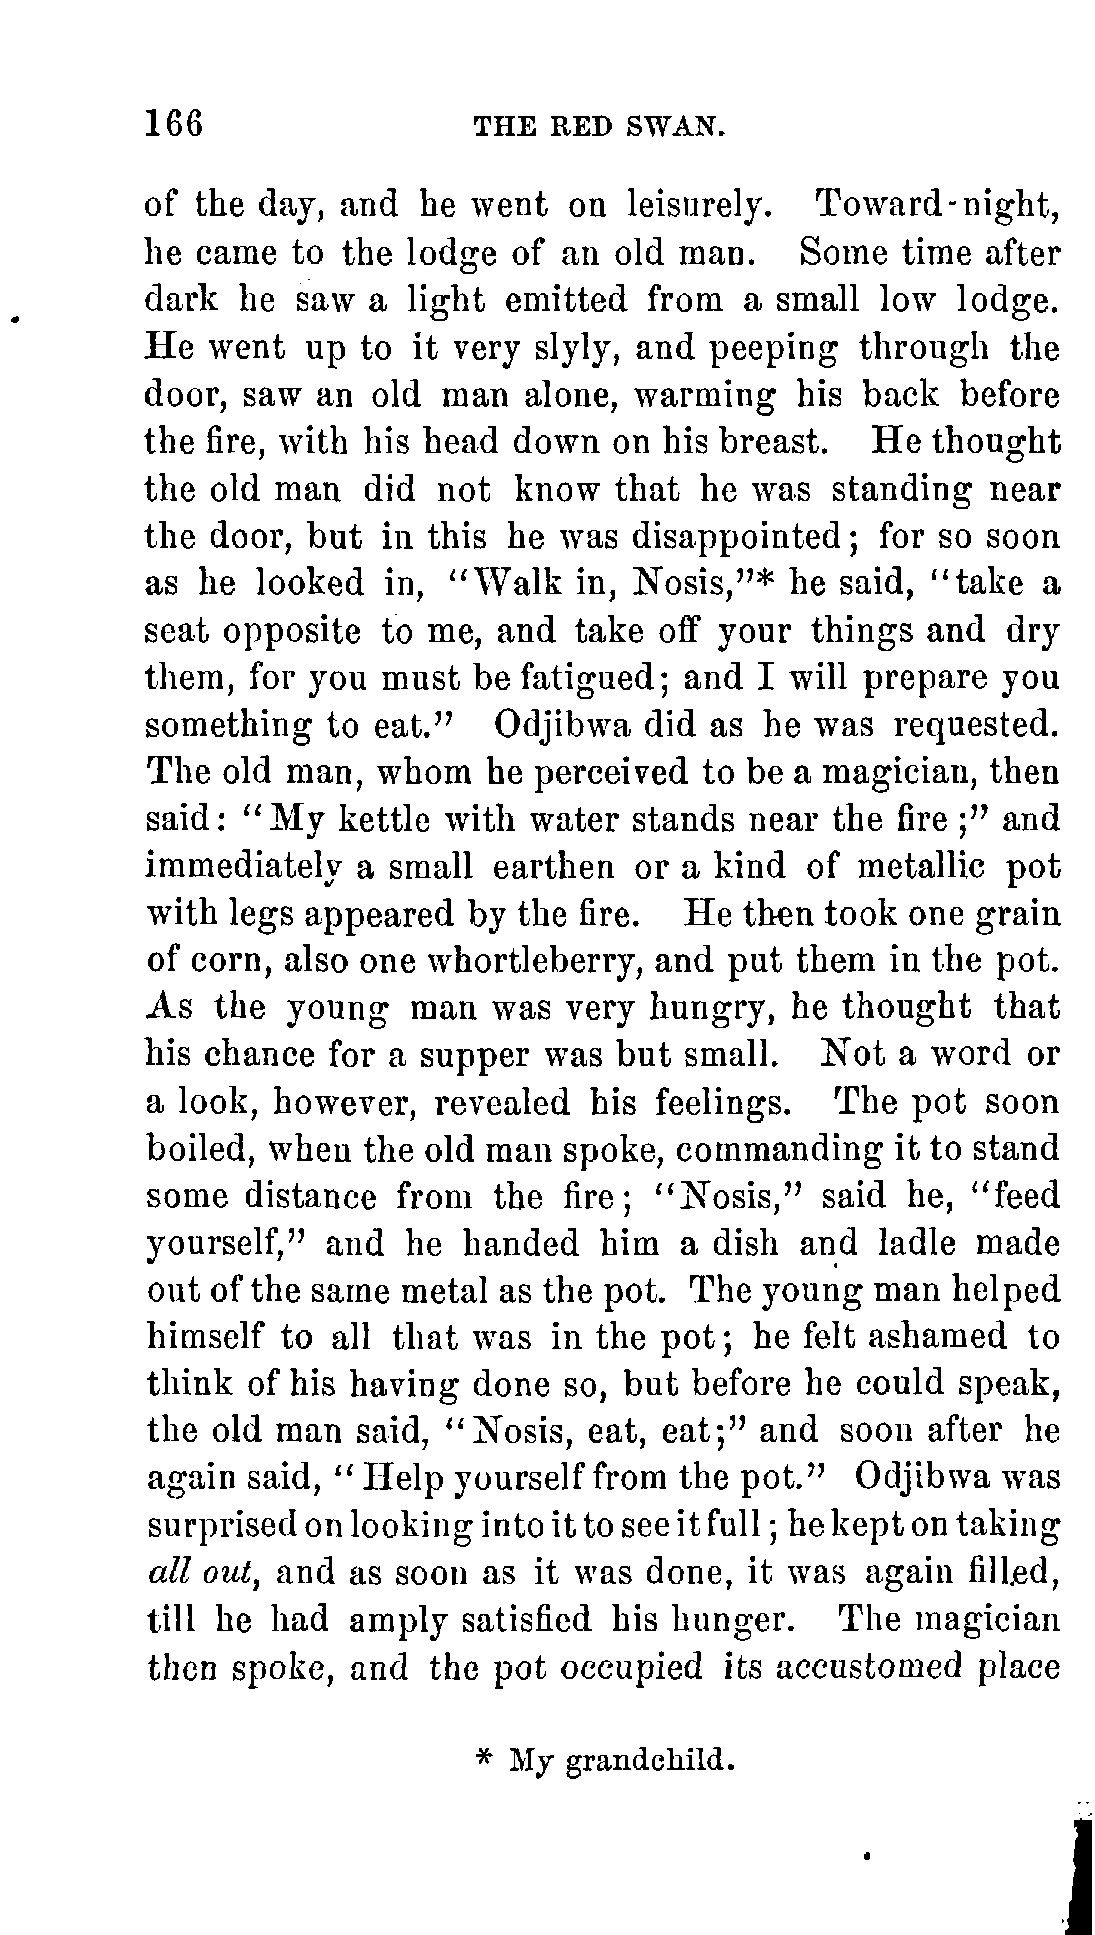 166 THE RED SWAN.
of the day, and he went on leisurely. Toward-night,
he came to the lodge of an old man. Some time after
dark he saw a light emitted from a small low lodge.
He went up to it very slyly, and peeping through the
door, saw an old man alone, warming his back before
the fire, with his head down on his breast. He thought
the old man did not know that he was standing near
the door, but in this he was disappointed; for so soon
as he looked in, "Walk in, Nosis,"* he said, "take a
seat opposite to me, and take off your things and dry
them, for you must be fatigued; and I will prepare you
something to eat." Odjibwa did as he was requested.
The old man, whom he perceived to be a magician, then
said: "My kettle with water stands near the fire;" and
immediately a small earthen or a kind of metallic pot
with legs appeared by the fire. He then took one grain
of corn, also one whortleberry, and put them in the pot.
As the young man was very hungry, he thought that
his chance for a supper was but small. Not a word or
a look, however, revealed his feelings. The pot soon
boiled, when the old man spoke, commanding it to stand
some distance from the fire; "Nosis," said he, "feed
yourself," and he handed him a dish and ladle made
out of the same metal as the pot. The young man helped
himself to all that was in the pot; he felt ashamed to
think of his having done so, but before he could speak,
the old man said, "Nosis, eat, eat;" and soon after he
again said, "Help yourself from the pot." Odjibwa was
surprised on looking into it to see it full; he kept on taking
all out, and as soon as it was done, it was again filled,
till he had amply satisfied his hunger. The magician
then spoke, and the pot occupied its accustomed place
* My grandchild.